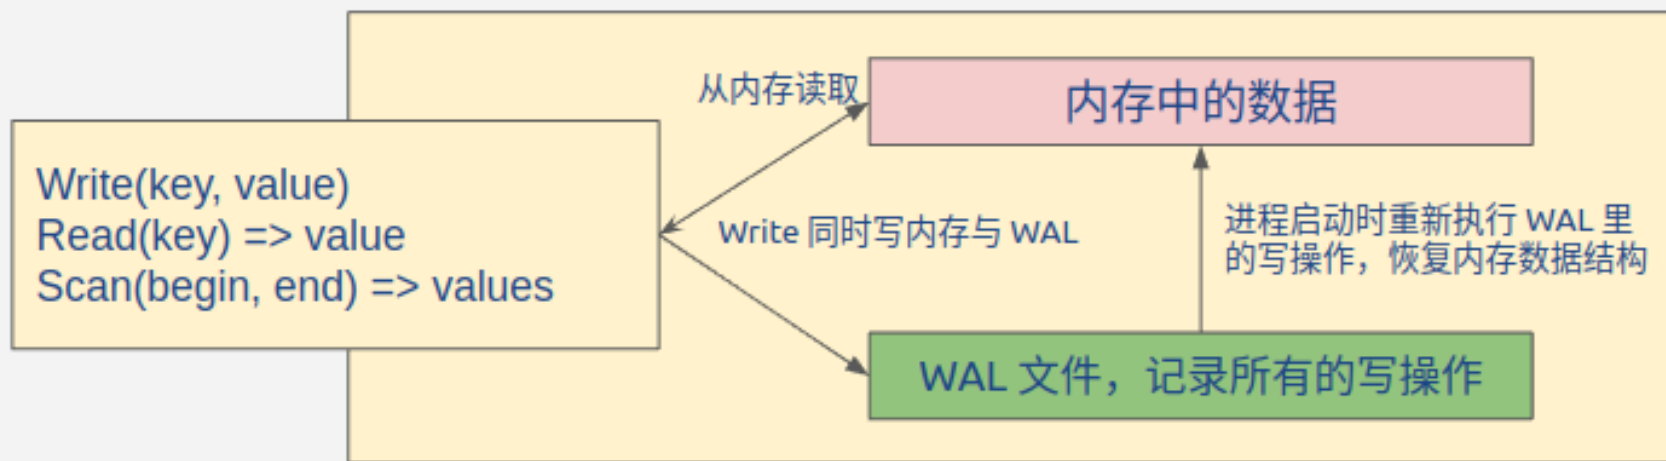 从内存读取
内存中的数据
Write(key, value)
Read(key) => value
Scan(begin, end) => values
Write 同时写内存与 WAL
进程启动时重新执行 WAL 里
的写操作，恢复内存数据结构
WAL 文件，记录所有的写操作